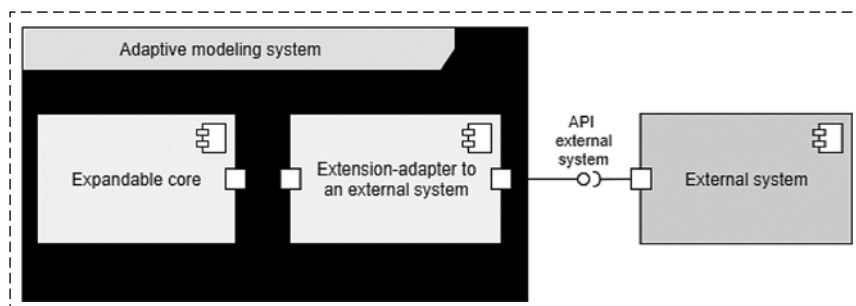 Adaptive modeling system
Expandable core
Extension-adapter to
an external system
API
external
system
External system